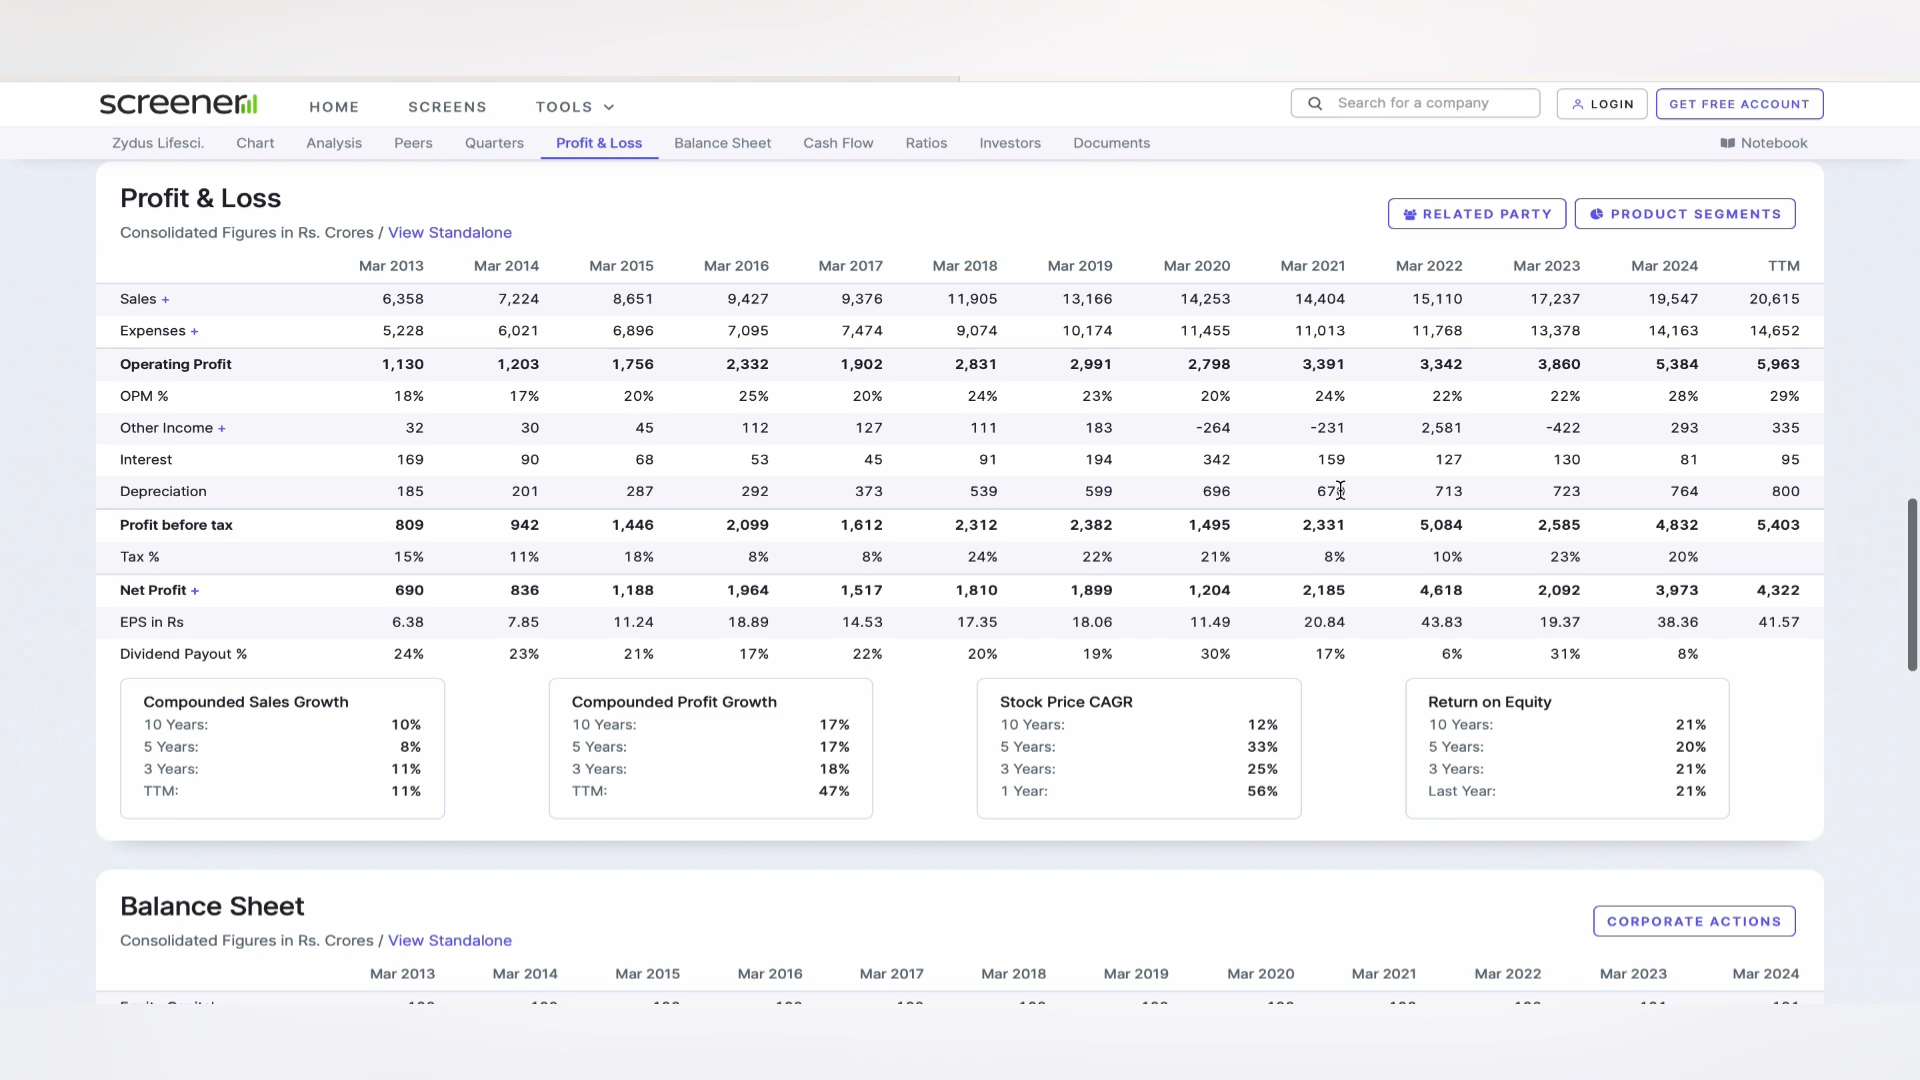 screener
HOME SCREENS TOOLS
Search for a company
LOGIN
GET FREE ACCOUNT
Zydus Lifesci. Chart Analysis Peers Quarters Profit & Loss Balance Sheet Cash Flow Ratios Investors Documents Notebook
Profit & Loss
Consolidated Figures in Rs. Crores / View Standalone
RELATED PARTY PRODUCT SEGMENTS
Mar 2013 Mar 2014 Mar 2015 Mar 2016 Mar 2017 Mar 2018 Mar 2019 Mar 2020 Mar 2021 Mar 2022 Mar 2023 Mar 2024 TTM
Sales + 6,358 7,224 8,651 9,427 9,376 11,905 13,166 14,253 14,404 15,110 17,237 19,547 20,615
Expenses + 5,228 6,021 6,896 7,095 7,474 9,074 10,174 11,455 11,013 11,768 13,378 14,163 14,652
Operating Profit 1,130 1,203 1,756 2,332 1,902 2,831 2,991 2,798 3,391 3,342 3,860 5,384 5,963
OPM % 18% 17% 20% 25% 20% 24% 23% 20% 24% 22% 22% 28% 29%
Other Income + 32 30 45 112 127 111 183 -264 -231 2,581 -422 293 335
Interest 169 90 68 53 45 91 194 342 159 127 130 81 95
Depreciation 185 201 287 292 373 539 599 696 713 723 764 800
Profit before tax 809 942 1,446 2,099 1,612 2,312 2,382 1,495 2,331 5,084 2,585 4,832 5,403
Tax % 15% 11% 18% 8% 8% 24% 22% 21% 8% 10% 23% 20%
Net Profit + 690 836 1,188 1,964 1,517 1,810 1,899 1,204 2,185 4,618 2,092 3,973 4,322
EPS in Rs 6.38 7.85 11.24 18.89 14.53 17.35 18.06 11.49 20.84 43.83 19.37 38.36 41.57
Dividend Payout % 24% 23% 21% 17% 22% 20% 19% 30% 17% 6% 31% 8%
Compounded Sales Growth
10 Years: 10%
5 Years: 8%
3 Years: 11%
TTM: 11%
Compounded Profit Growth
10 Years: 17%
5 Years: 17%
3 Years: 18%
TTM: 47%
Stock Price CAGR
10 Years: 12%
5 Years: 33%
3 Years: 25%
1 Year: 56%
Return on Equity
10 Years: 21%
5 Years: 20%
3 Years: 21%
Last Year: 21%
Balance Sheet
Consolidated Figures in Rs. Crores / View Standalone
CORPORATE ACTIONS
Mar 2013 Mar 2014 Mar 2015 Mar 2016 Mar 2017 Mar 2018 Mar 2019 Mar 2020 Mar 2021 Mar 2022 Mar 2023 Mar 2024